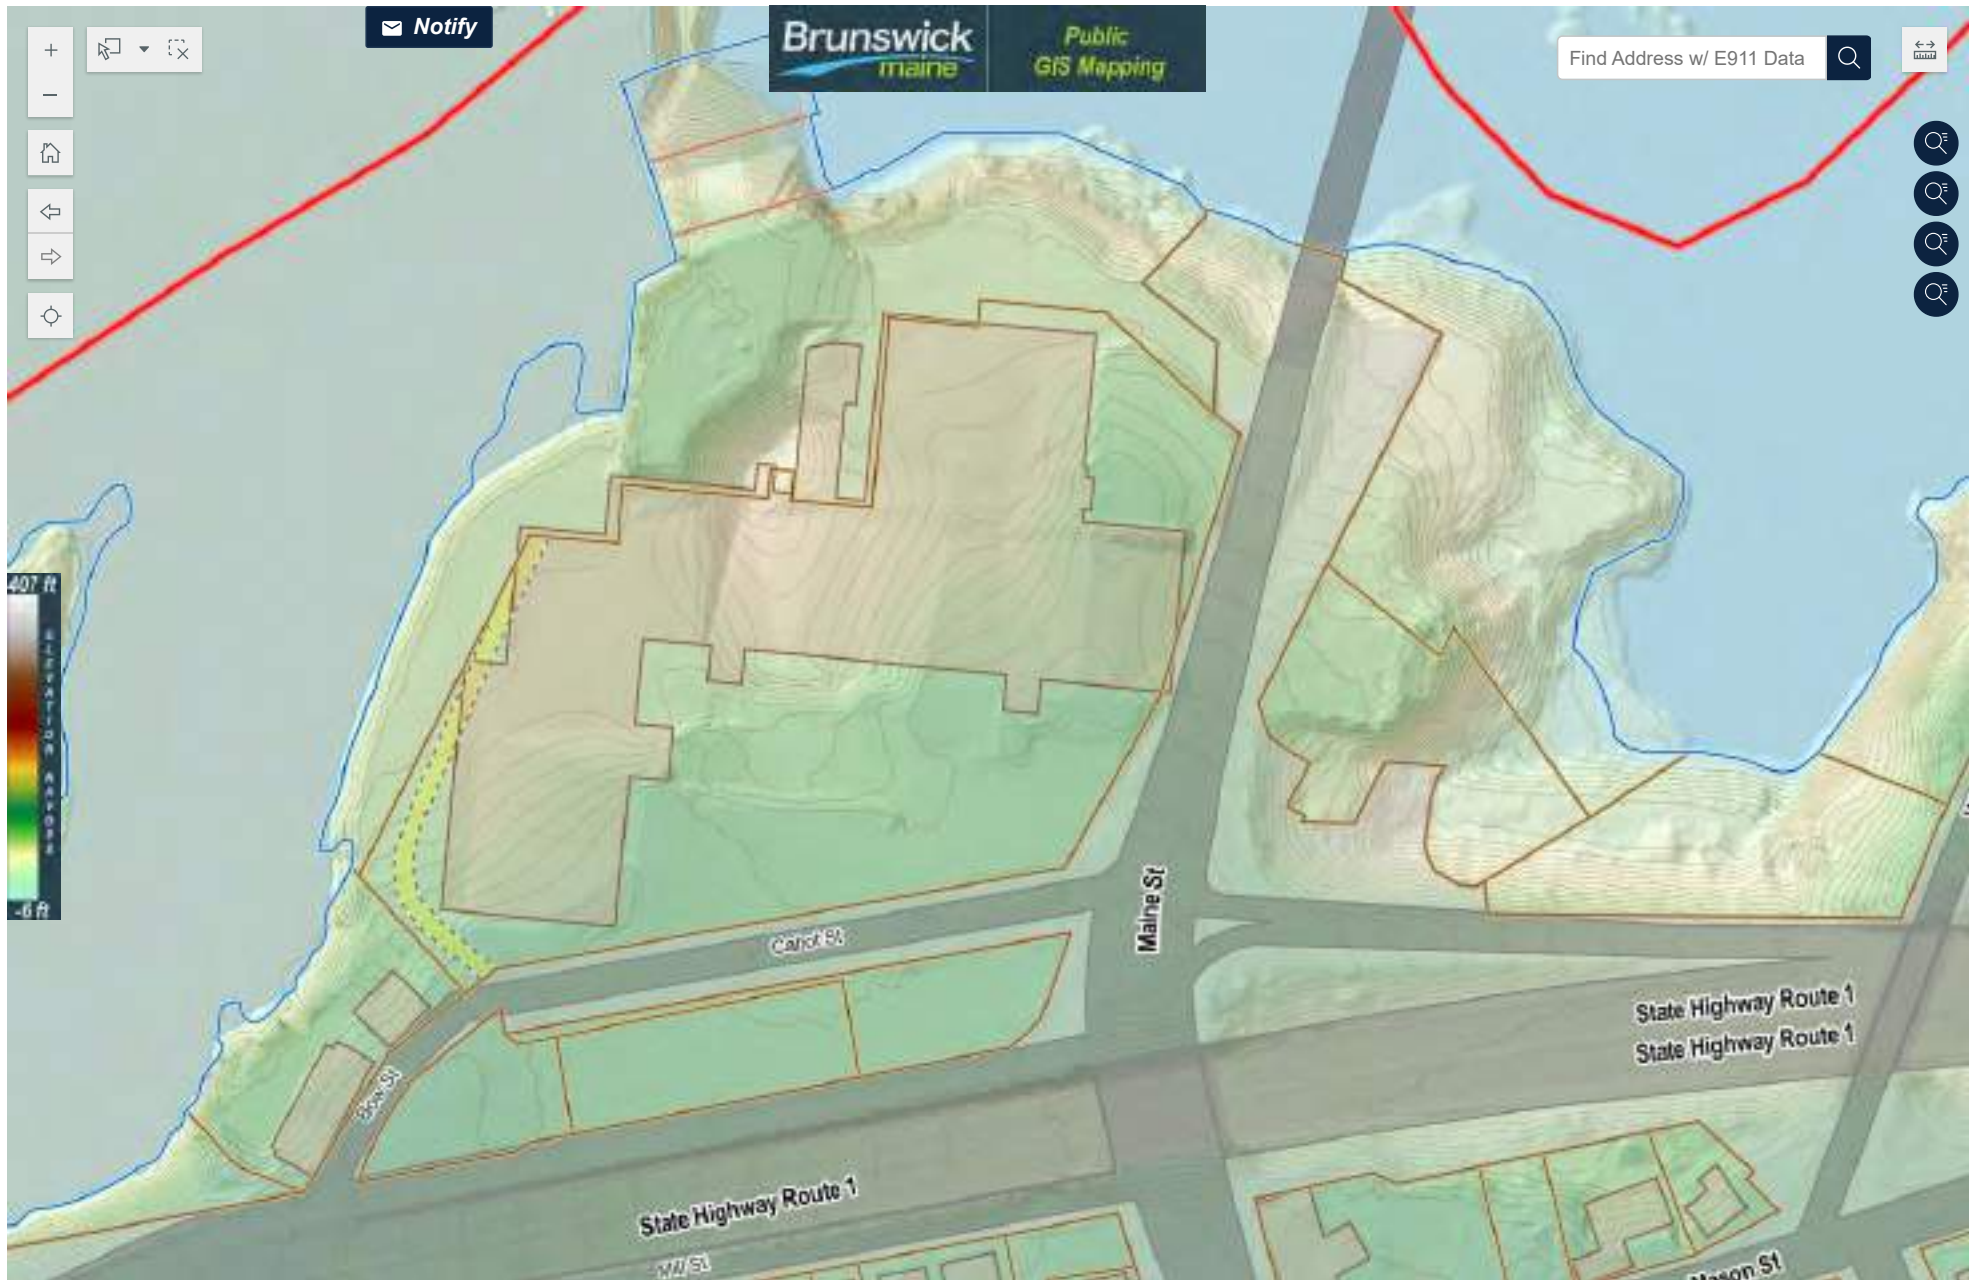 Notify
Brunswick
maine
Public
GIS Mapping
Find Address w/ E911 Data
407 ft
ELEVATION NAVD88
-6 ft
Maine St
Cabot St
State Highway Route 1
State Highway Route 1
Bow St
State Highway Route 1
Mill St
Mason St